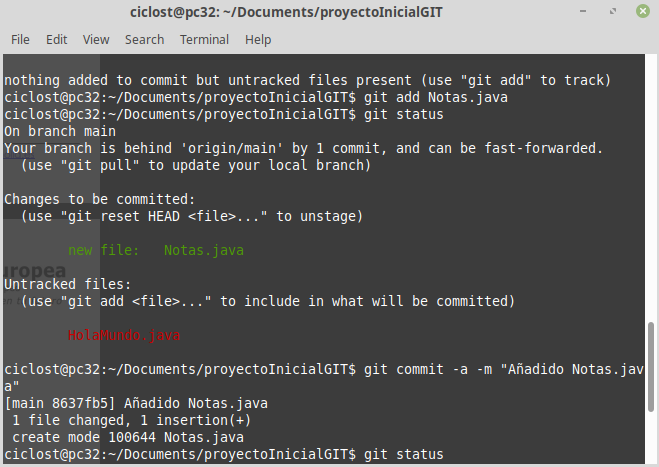 ciclost@pc32: ~/Documents/proyectoInicialGIT
File Edit View Search Terminal Help
nothing added to commit but untracked files present (use "git add" to track)
ciclost@pc32:~/Documents/proyectoInicialGIT$ git add Notas.java
ciclost@pc32:~/Documents/proyectoInicialGIT$ git status
On branch main
Your branch is behind 'origin/main' by 1 commit, and can be fast-forwarded.
  (use "git pull" to update your local branch)
Changes to be committed:
  (use "git reset HEAD <file>..." to unstage)
        new file:   Notas.java
uropea
Untracked files:
  (use "git add <file>..." to include in what will be committed)
        HolaMundo.java
ciclost@pc32:~/Documents/proyectoInicialGIT$ git commit -a -m "Añadido Notas.jav
a"
[main 8637fb5] Añadido Notas.java
 1 file changed, 1 insertion(+)
 create mode 100644 Notas.java
ciclost@pc32:~/Documents/proyectoInicialGIT$ git status